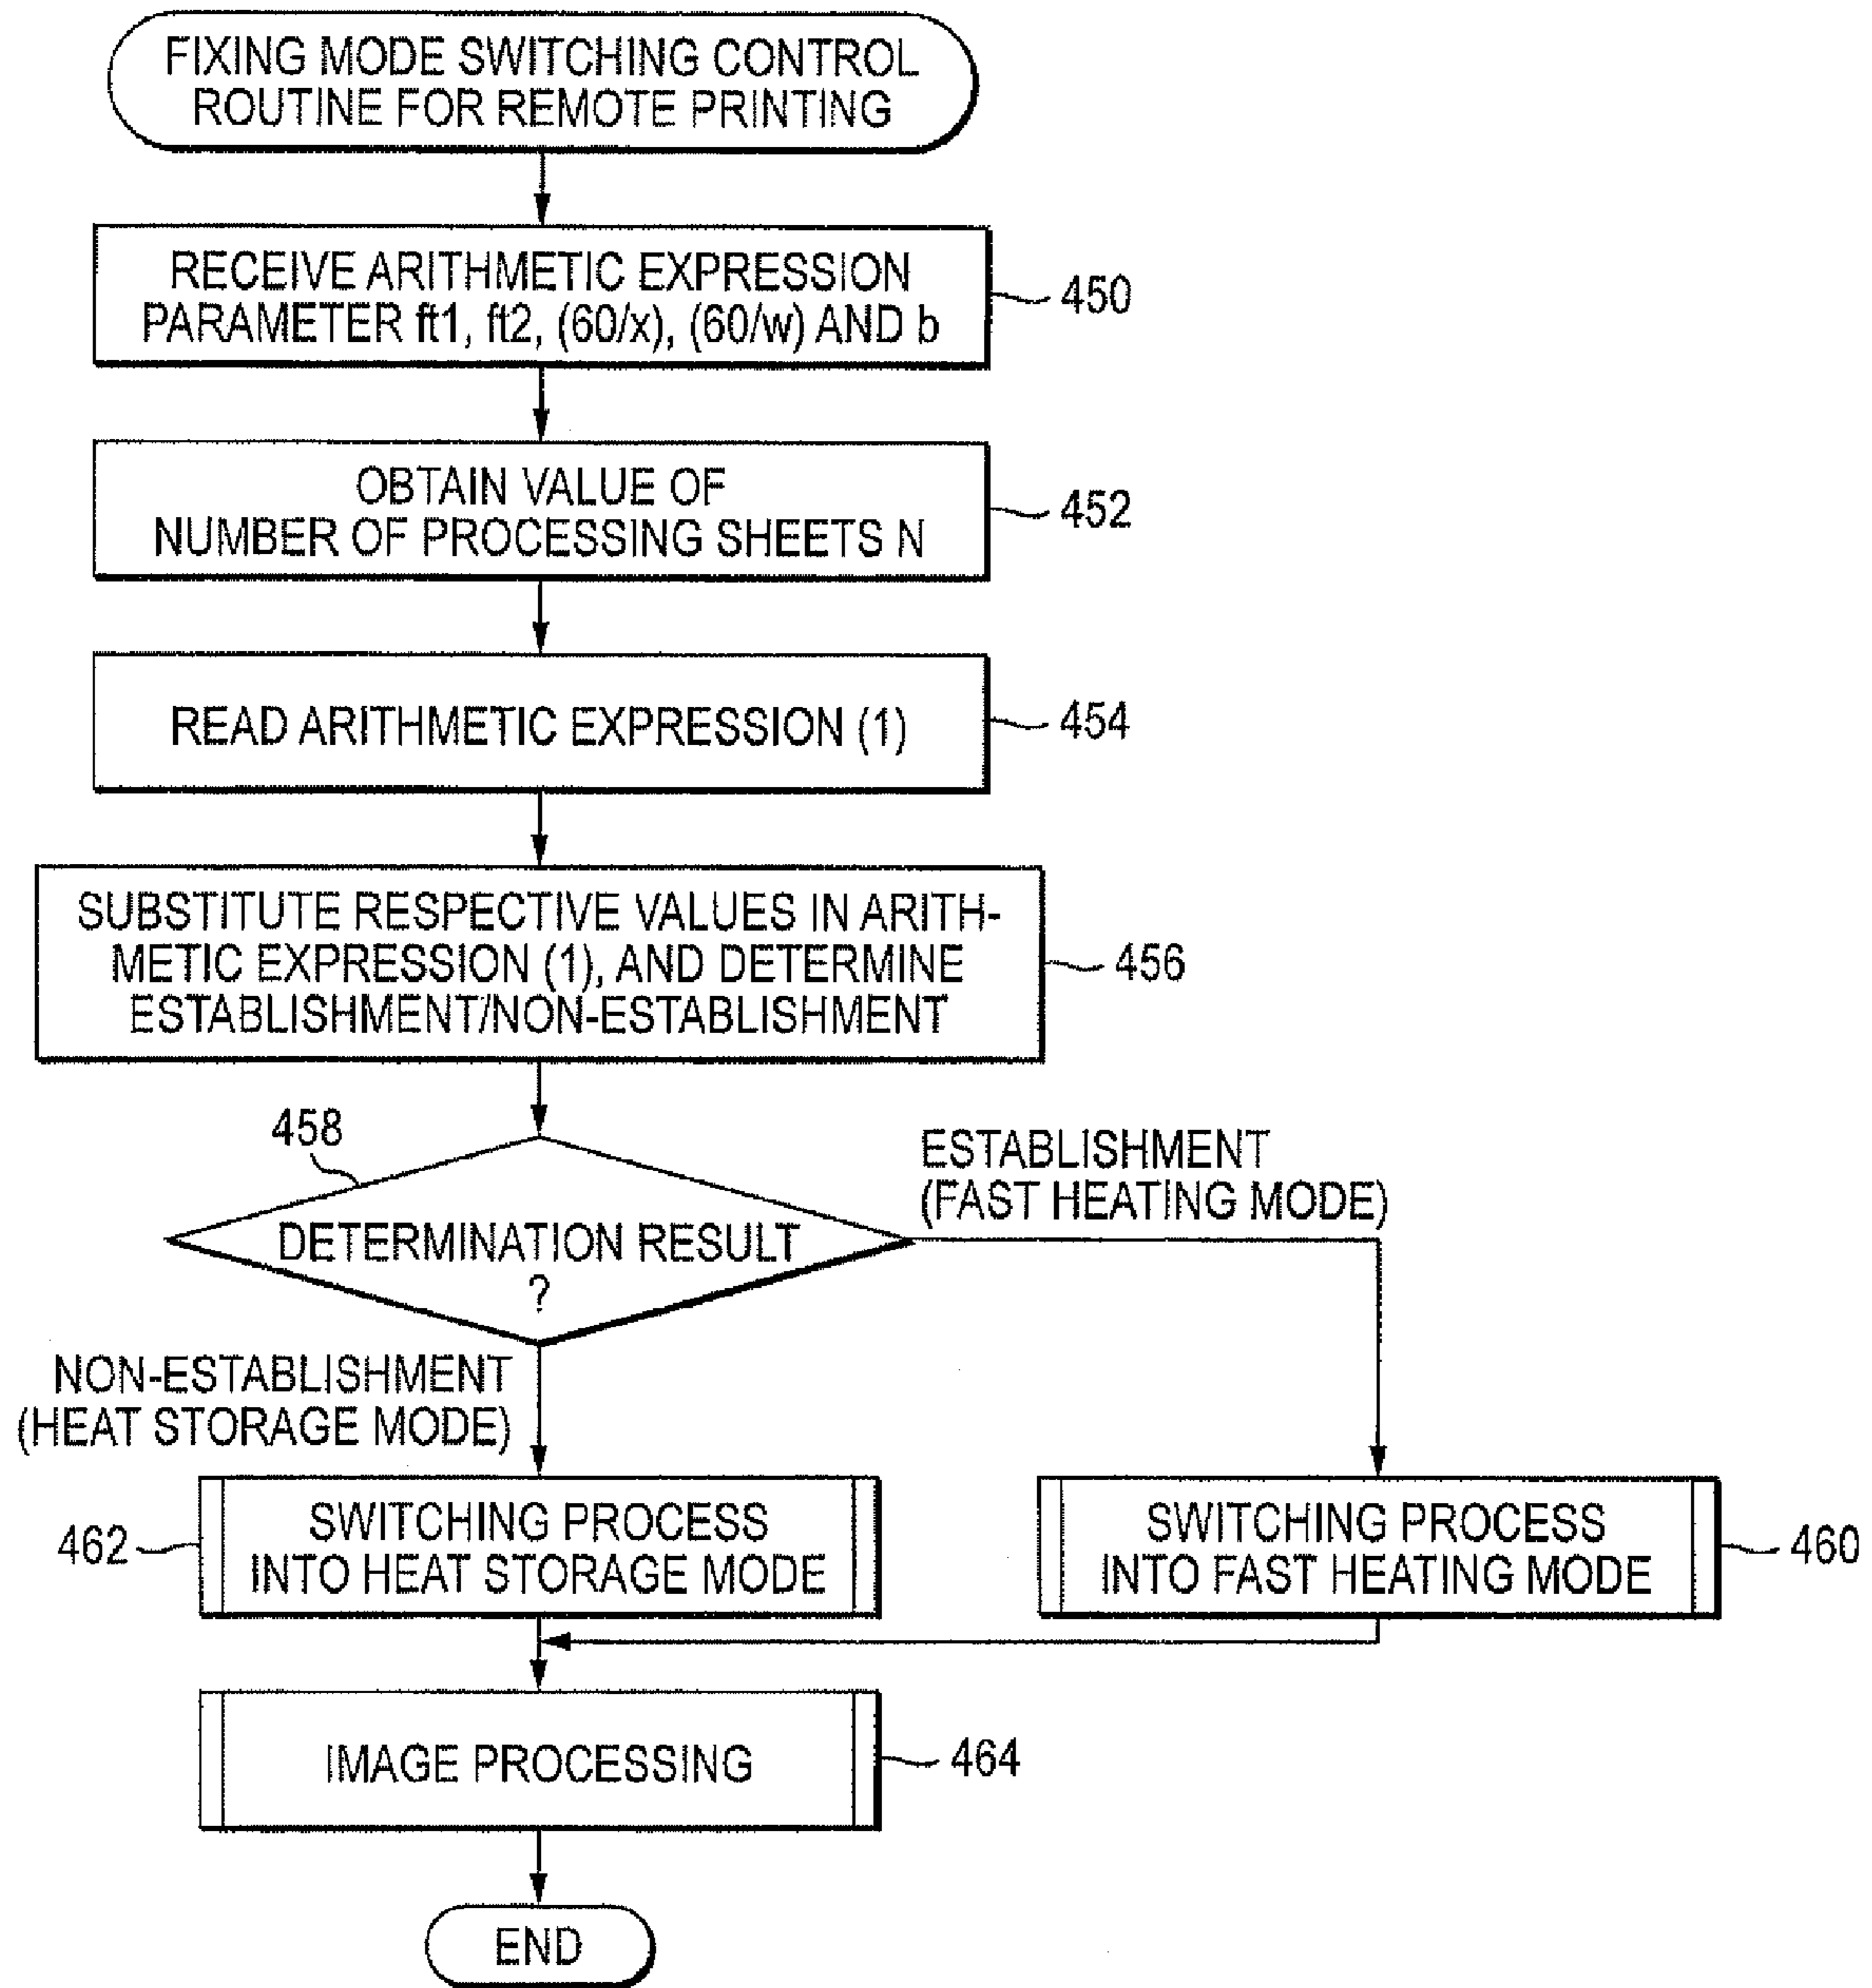 FIXING MODE SWITCHING CONTROL
ROUTINE FOR REMOTE PRINTING
RECEIVE ARITHMETIC EXPRESSION
PARAMETER ft1, ft2, (60/x), (60/w) AND b
450
OBTAIN VALUE OF
NUMBER OF PROCESSING SHEETS N
452
READ ARITHMETIC EXPRESSION (1)
454
SUBSTITUTE RESPECTIVE VALUES IN ARITH-
METIC EXPRESSION (1), AND DETERMINE
ESTABLISHMENT/NON-ESTABLISHMENT
456
458
DETERMINATION RESULT
?
ESTABLISHMENT
(FAST HEATING MODE)
NON-ESTABLISHMENT
(HEAT STORAGE MODE)
462
SWITCHING PROCESS
INTO HEAT STORAGE MODE
SWITCHING PROCESS
INTO FAST HEATING MODE
460
IMAGE PROCESSING
464
END